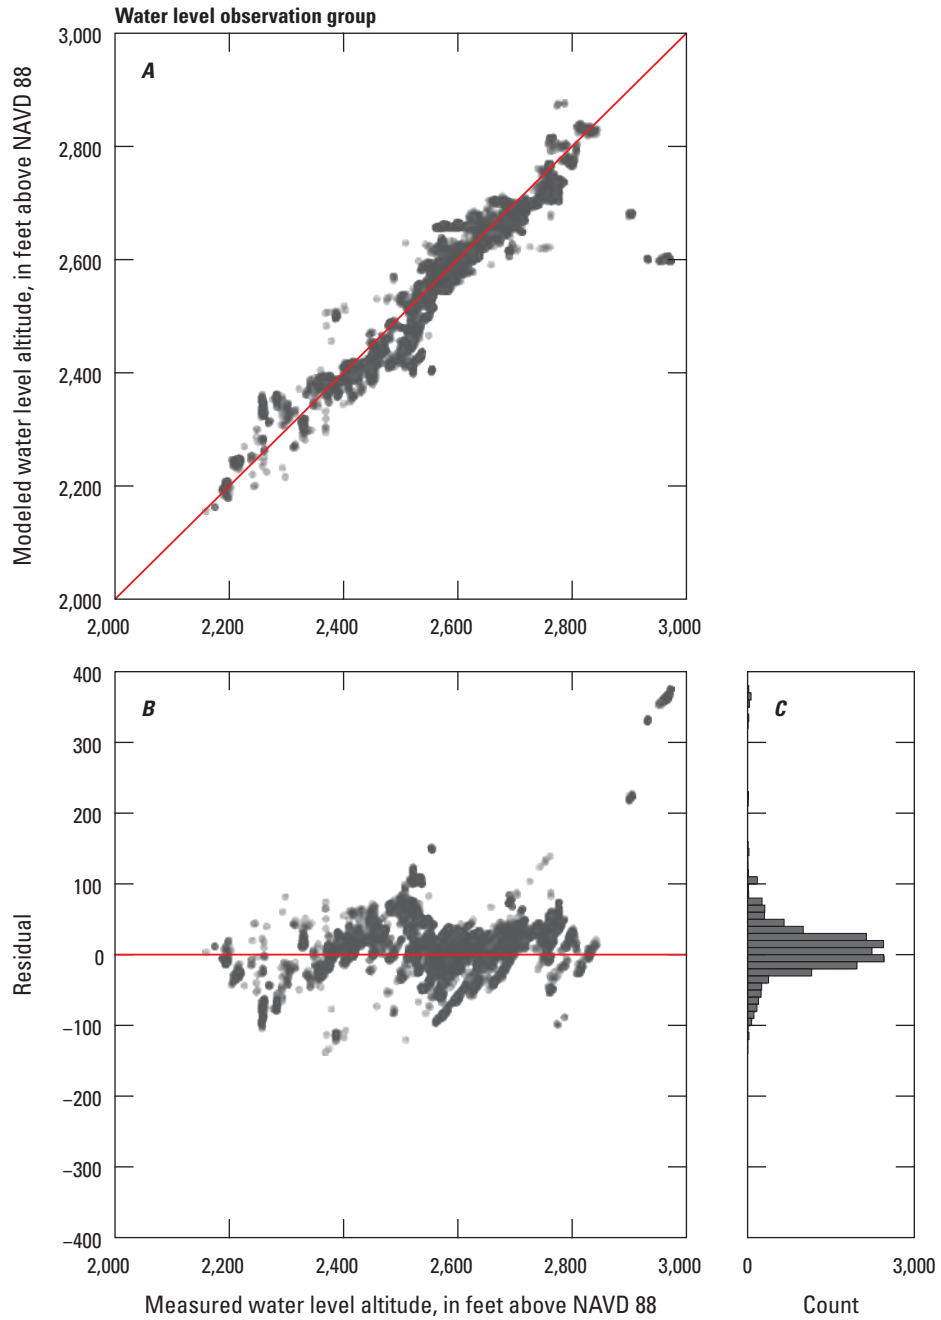 Water level observation group
3,000
2,800
2,600
2,400
2,200
2,000
Modeled water level altitude, in feet above NAVD 88
A
2,000 2,200 2,400 2,600 2,800 3,000
400
300
200
100
0
–100
–200
–300
–400
Residual
B
C
2,000 2,200 2,400 2,600 2,800 3,000
0 3,000
Measured water level altitude, in feet above NAVD 88
Count